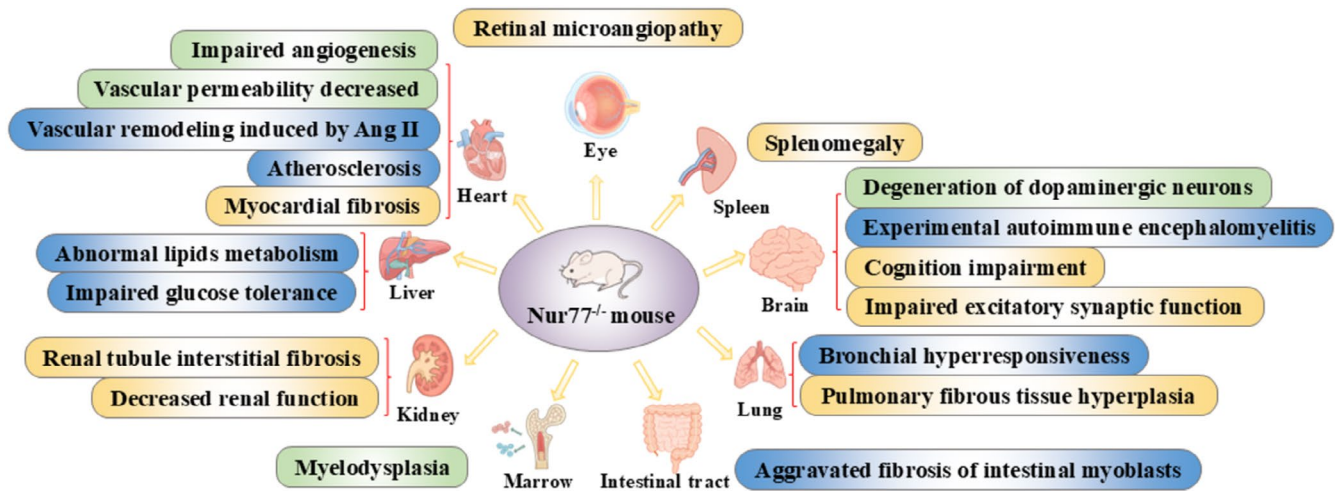 Retinal microangiopathy
Impaired angiogenesis
Vascular permeability decreased
Vascular remodeling induced by Ang II
Atherosclerosis
Myocardial fibrosis
Heart
Eye
Spleen
Splenomegaly
Degeneration of dopaminergic neurons
Experimental autoimmune encephalomyelitis
Cognition impairment
Impaired excitatory synaptic function
Brain
Abnormal lipids metabolism
Impaired glucose tolerance
Liver
Nur77-/- mouse
Renal tubule interstitial fibrosis
Decreased renal function
Kidney
Bronchial hyperresponsiveness
Pulmonary fibrous tissue hyperplasia
Lung
Myelodysplasia
Marrow
Intestinal tract
Aggravated fibrosis of intestinal myoblasts